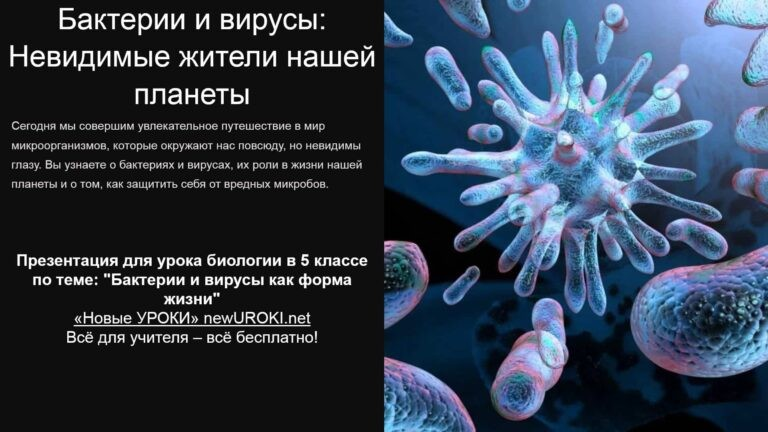 Бактерии и вирусы:
Невидимые жители нашей
планеты
Сегодня мы совершим увлекательное путешествие в мир
микроорганизмов, которые окружают нас повсюду, но невидимы
глазу. Вы узнаете о бактериях и вирусах, их роли в жизни нашей
планеты и о том, как защитить себя от вредных микробов.
Презентация для урока биологии в 5 классе
по теме: "Бактерии и вирусы как форма
жизни"
«Новые УРОКИ» newUROKI.net
Всё для учителя – всё бесплатно!